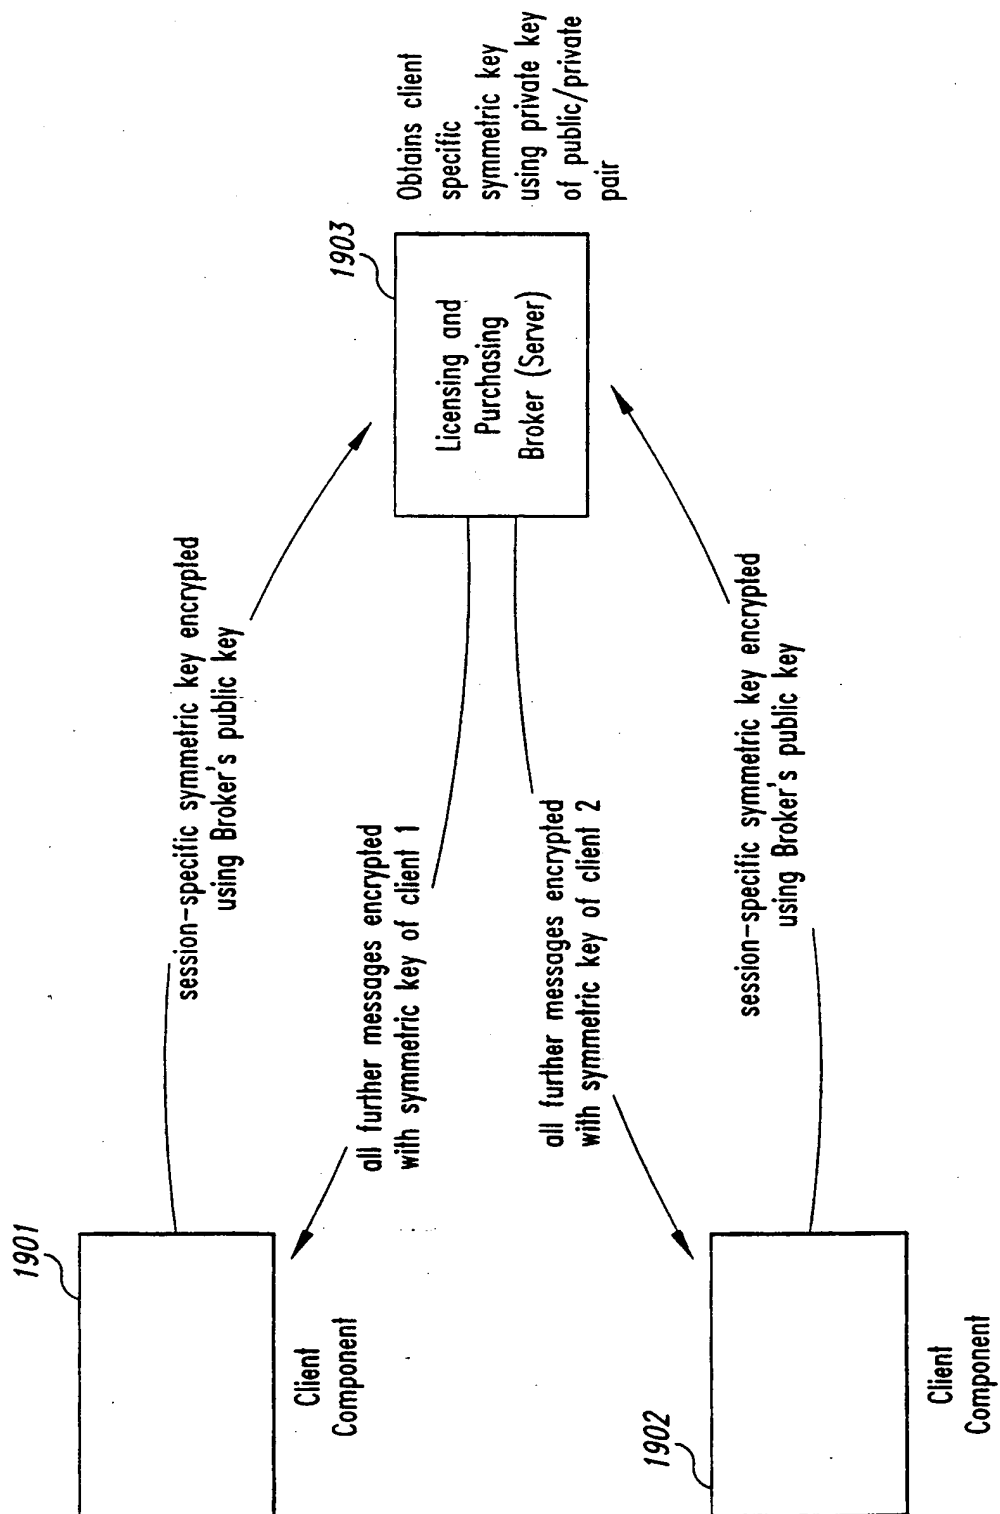 1901
Client
Component
session-specific symmetric key encrypted
using Broker's public key
all further messages encrypted
with symmetric key of client 1
1903
Licensing and
Purchasing
Broker (Server)
Obtains client
specific
symmetric key
using private key
of public/private
pair
all further messages encrypted
with symmetric key of client 2
session-specific symmetric key encrypted
using Broker's public key
1902
Client
Component